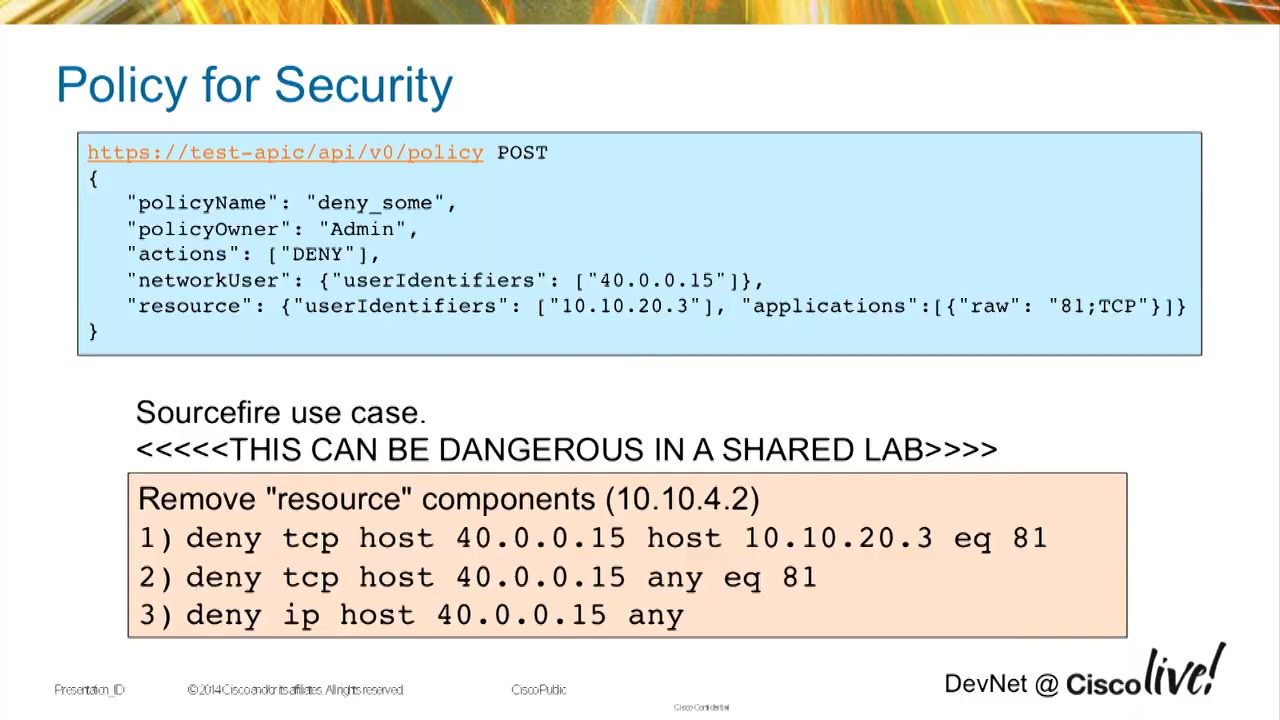 Policy for Security
https://test-apic/api/v0/policy POST
{
"policyName": "deny_some",
"policyOwner": "Admin",
"actions": ["DENY"],
"networkUser": {"userIdentifiers": ["40.0.0.15"]},
"resource": {"userIdentifiers": ["10.10.20.3"], "applications":[{"raw": "81;TCP"}]}
}
Sourcefire use case.
<<<<<THIS CAN BE DANGEROUS IN A SHARED LAB>>>>
Remove "resource" components (10.10.4.2)
1) deny tcp host 40.0.0.15 host 10.10.20.3 eq 81
2) deny tcp host 40.0.0.15 any eq 81
3) deny ip host 40.0.0.15 any
Presentation_ID
© 2014 Cisco and/or its affiliates. All rights reserved.
Cisco Public
Cisco Confidential
DevNet @ Cisco live!